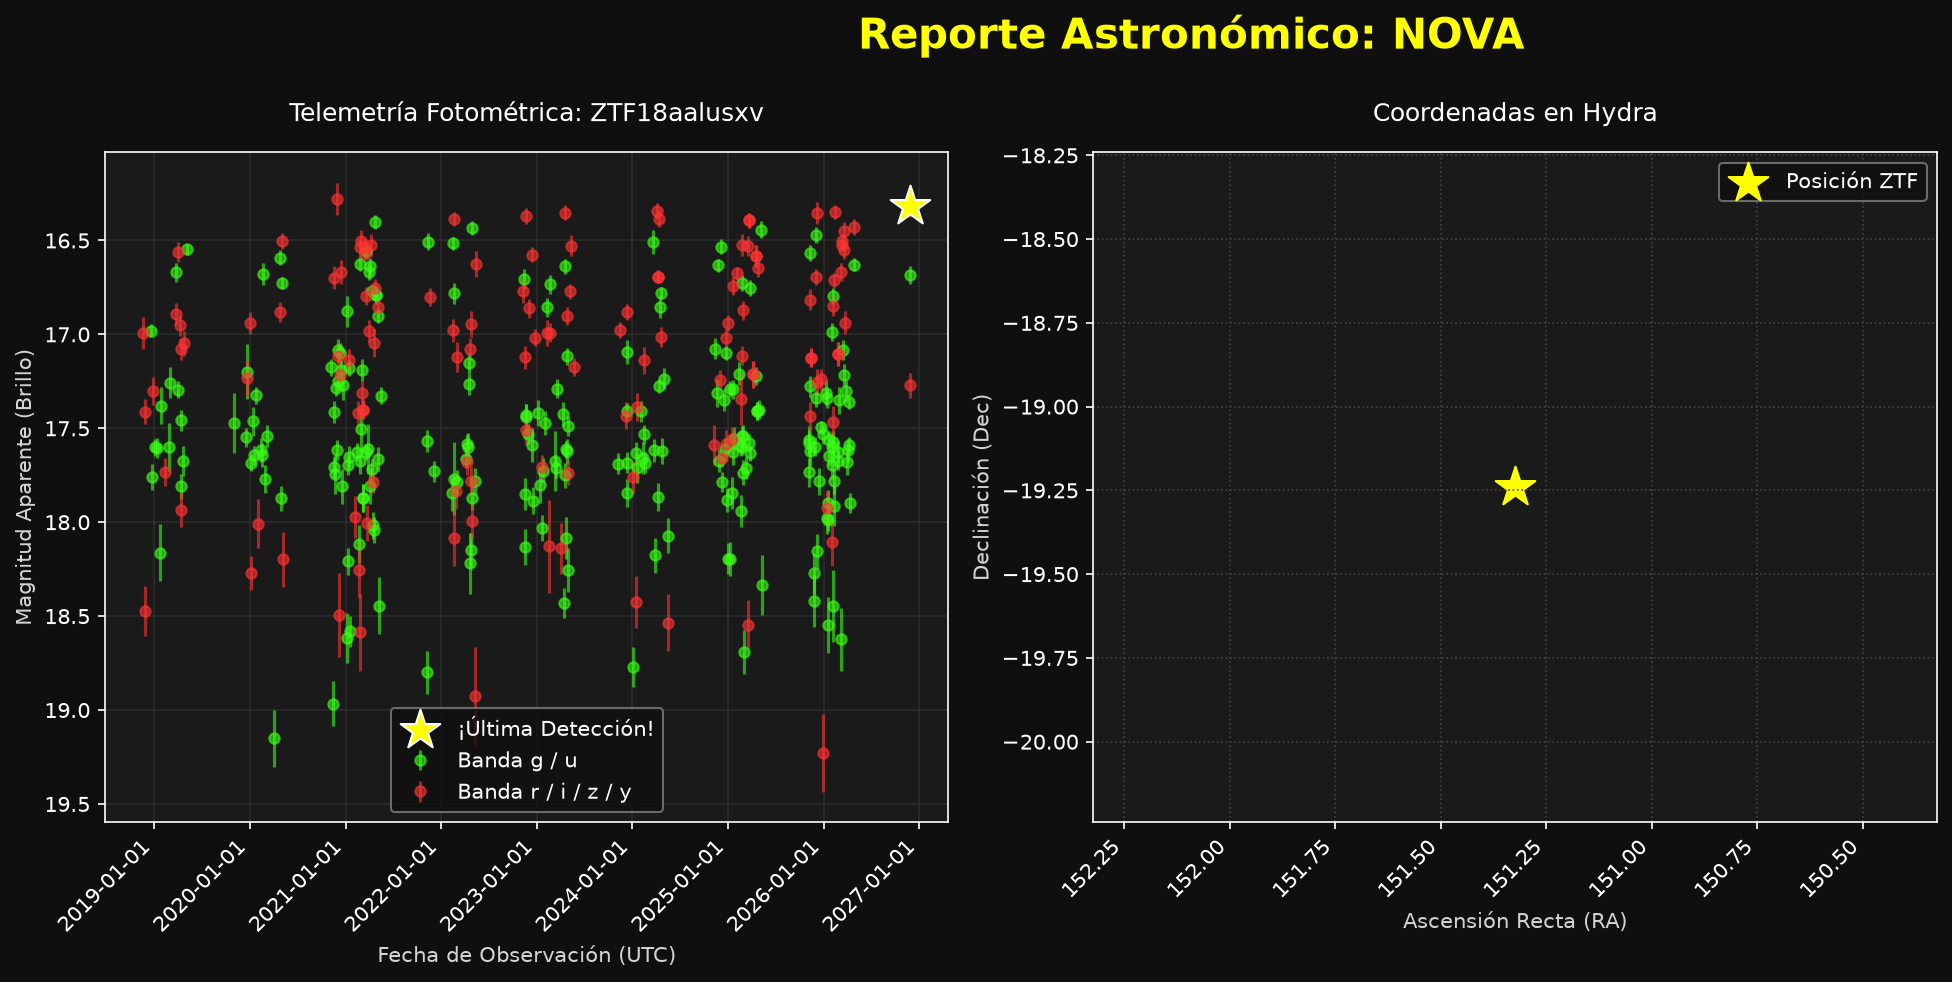 Reporte Astronómico: NOVA
Telemetría Fotométrica: ZTF18aalusxv
Magnitud Aparente (Brillo)
16.5
17.0
17.5
18.0
18.5
19.0
19.5
¡Última Detección!
Banda g / u
Banda r / i / z / y
2019-01-01
2020-01-01
2021-01-01
2022-01-01
2023-01-01
2024-01-01
2025-01-01
2026-01-01
2027-01-01
Fecha de Observación (UTC)
Coordenadas en Hydra
Declinación (Dec)
−18.25
−18.50
−18.75
−19.00
−19.25
−19.50
−19.75
−20.00
Posición ZTF
152.25
152.00
151.75
151.50
151.25
151.00
150.75
150.50
Ascensión Recta (RA)